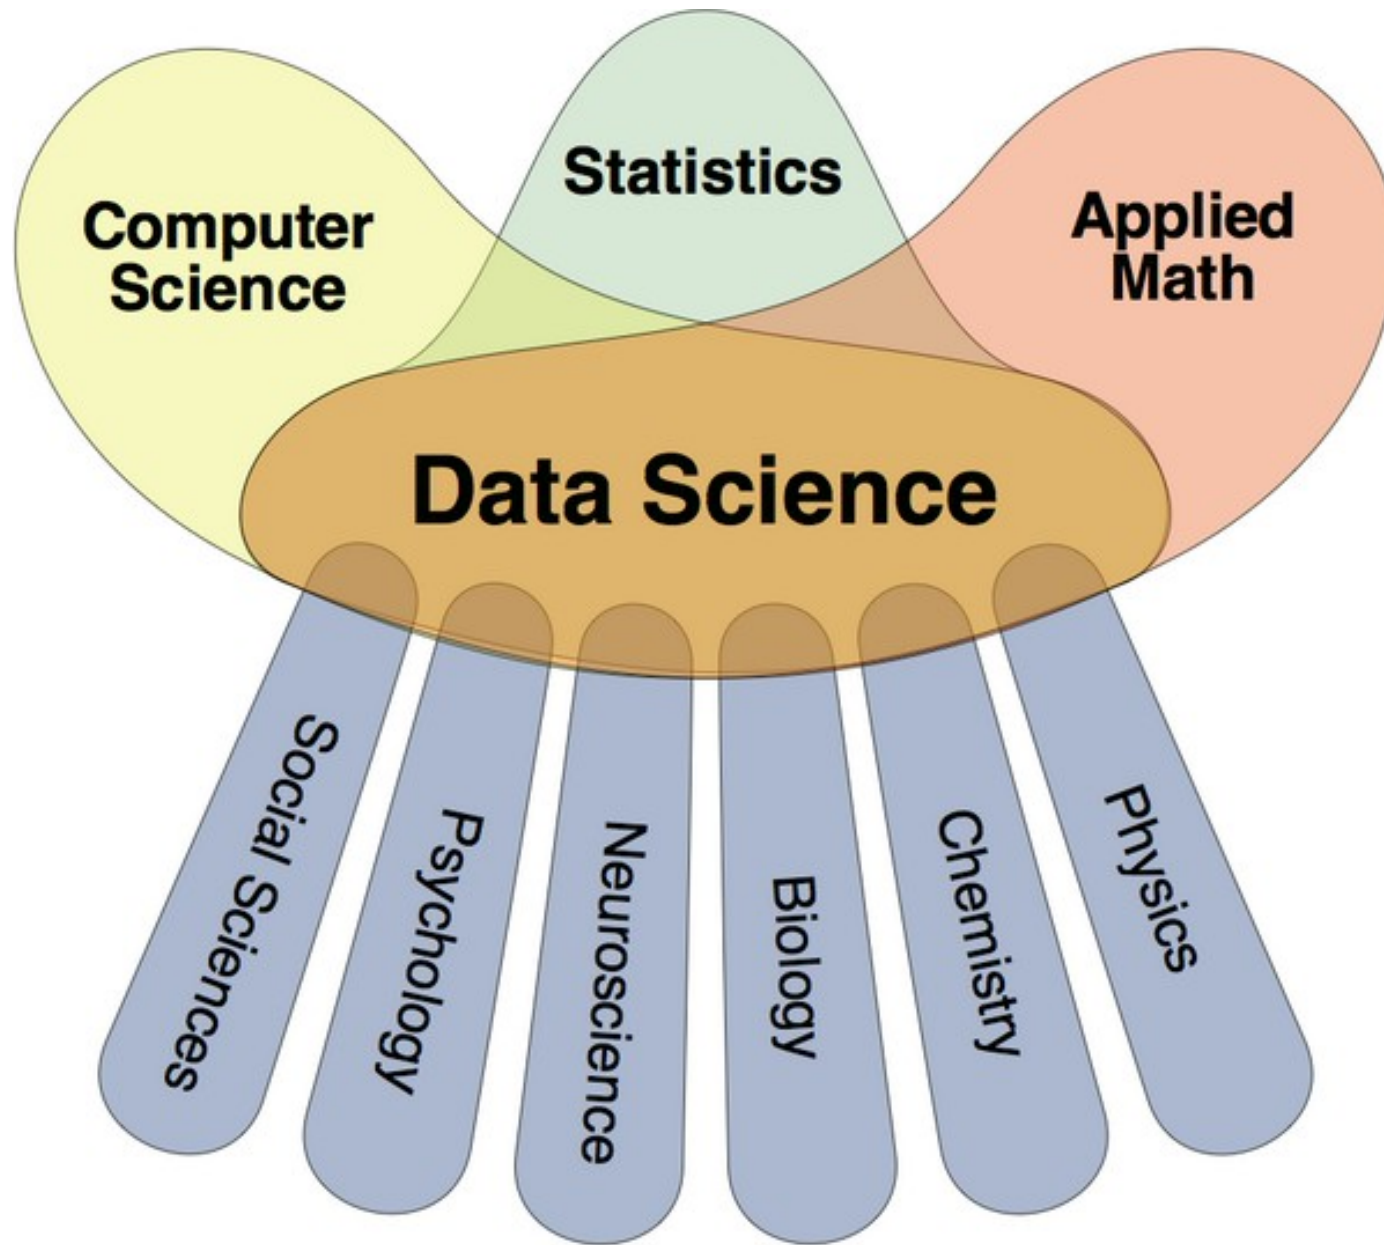 Statistics
Computer
Science
Applied
Math
Data Science
Social Sciences
Psychology
Neuroscience
Biology
Chemistry
Physics